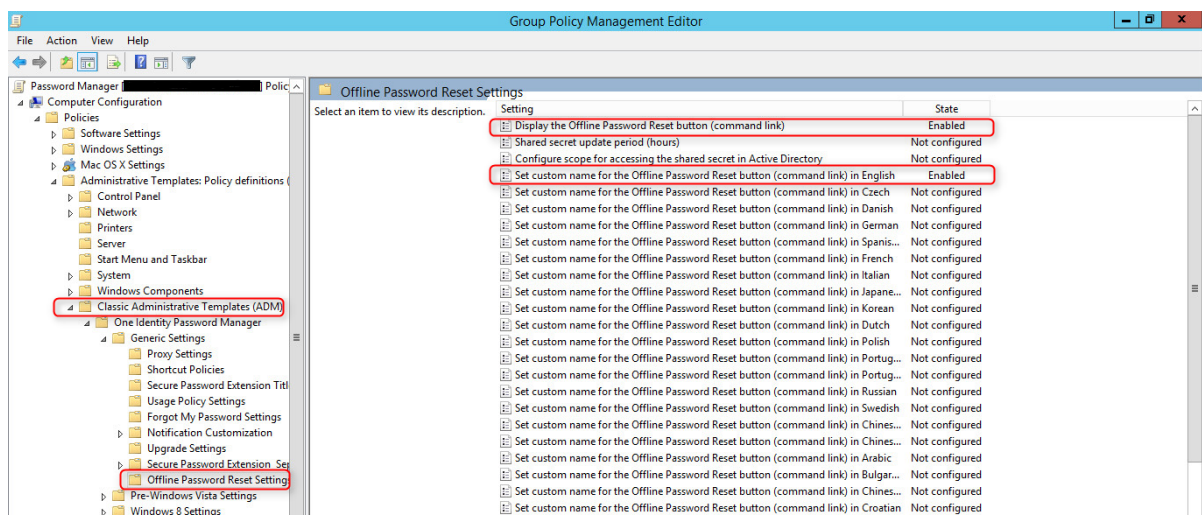 Group Policy Management Editor
File Action View Help
Password Manager [ ] Polic
Computer Configuration
Policies
Software Settings
Windows Settings
Mac OS X Settings
Administrative Templates: Policy definitions (
Control Panel
Network
Printers
Server
Start Menu and Taskbar
System
Windows Components
Classic Administrative Templates (ADM)
One Identity Password Manager
Generic Settings
Proxy Settings
Shortcut Policies
Secure Password Extension Titl
Usage Policy Settings
Forgot My Password Settings
Notification Customization
Upgrade Settings
Secure Password Extension Se
Offline Password Reset Setting
Pre-Windows Vista Settings
Windows 8 Settings
Offline Password Reset Settings
Select an item to view its description.
Setting State
Display the Offline Password Reset button (command link) Enabled
Shared secret update period (hours) Not configured
Configure scope for accessing the shared secret in Active Directory Not configured
Set custom name for the Offline Password Reset button (command link) in English Enabled
Set custom name for the Offline Password Reset button (command link) in Czech Not configured
Set custom name for the Offline Password Reset button (command link) in Danish Not configured
Set custom name for the Offline Password Reset button (command link) in German Not configured
Set custom name for the Offline Password Reset button (command link) in Spanis... Not configured
Set custom name for the Offline Password Reset button (command link) in French Not configured
Set custom name for the Offline Password Reset button (command link) in Italian Not configured
Set custom name for the Offline Password Reset button (command link) in Japane... Not configured
Set custom name for the Offline Password Reset button (command link) in Korean Not configured
Set custom name for the Offline Password Reset button (command link) in Dutch Not configured
Set custom name for the Offline Password Reset button (command link) in Polish Not configured
Set custom name for the Offline Password Reset button (command link) in Portug... Not configured
Set custom name for the Offline Password Reset button (command link) in Portug... Not configured
Set custom name for the Offline Password Reset button (command link) in Russian Not configured
Set custom name for the Offline Password Reset button (command link) in Swedish Not configured
Set custom name for the Offline Password Reset button (command link) in Chines... Not configured
Set custom name for the Offline Password Reset button (command link) in Chines... Not configured
Set custom name for the Offline Password Reset button (command link) in Arabic Not configured
Set custom name for the Offline Password Reset button (command link) in Bulgar... Not configured
Set custom name for the Offline Password Reset button (command link) in Chines... Not configured
Set custom name for the Offline Password Reset button (command link) in Croatian Not configured